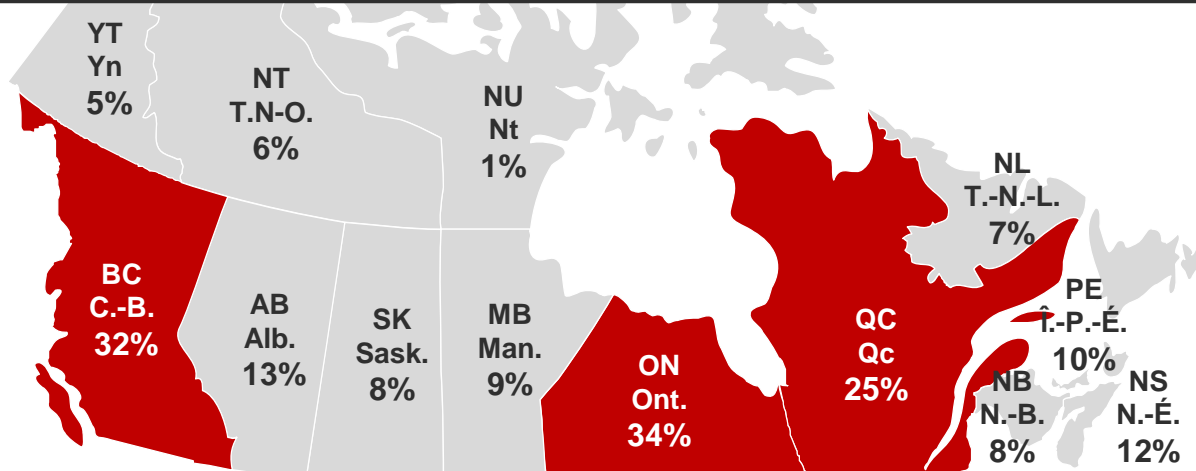 YT
Yn
5%
NT
T.N-O.
6%
NU
Nt
1%
NL
T.-N.-L.
7%
BC
C.-B.
32%
AB
Alb.
13%
SK
Sask.
8%
MB
Man.
9%
ON
Ont.
34%
QC
Qc
25%
PE
Î.-P.-É.
10%
NB
N.-B.
8%
NS
N.-É.
12%